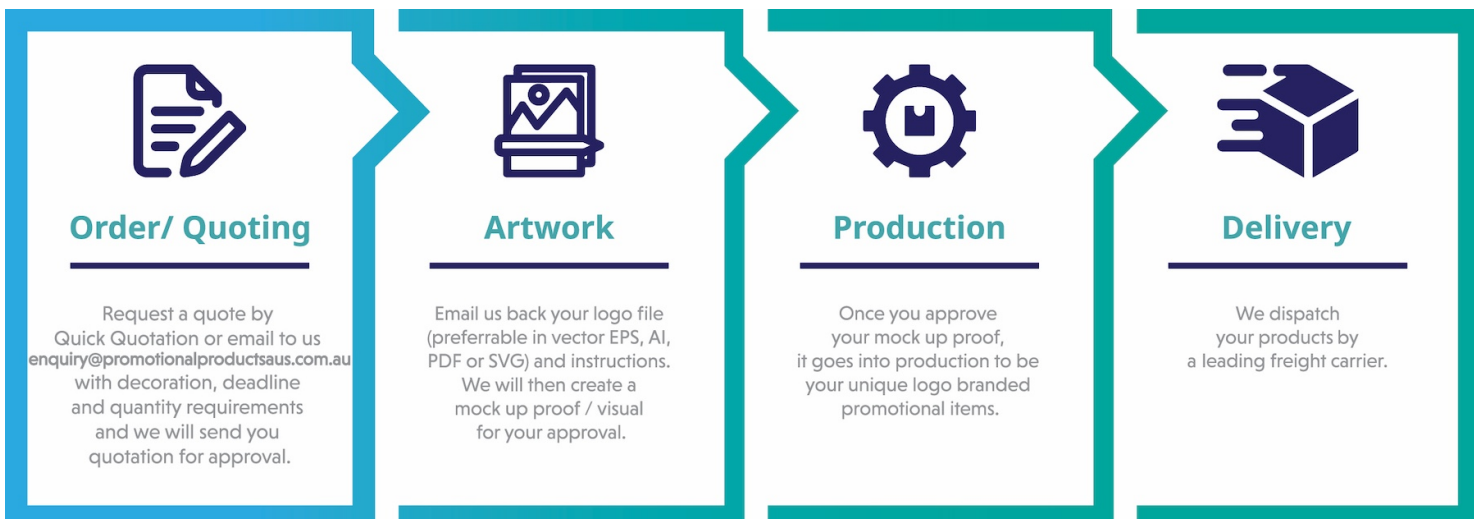 Order/ Quoting
Request a quote by
Quick Quotation or email to us
enquiry@promotionalproductsaus.com.au
with decoration, deadline
and quantity requirements
and we will send you
quotation for approval.
Artwork
Email us back your logo file
(preferrable in vector EPS, AI,
PDF or SVG) and instructions.
We will then create a
mock up proof / visual
for your approval.
Production
Once you approve
your mock up proof,
it goes into production to be
your unique logo branded
promotional items.
Delivery
We dispatch
your products by
a leading freight carrier.